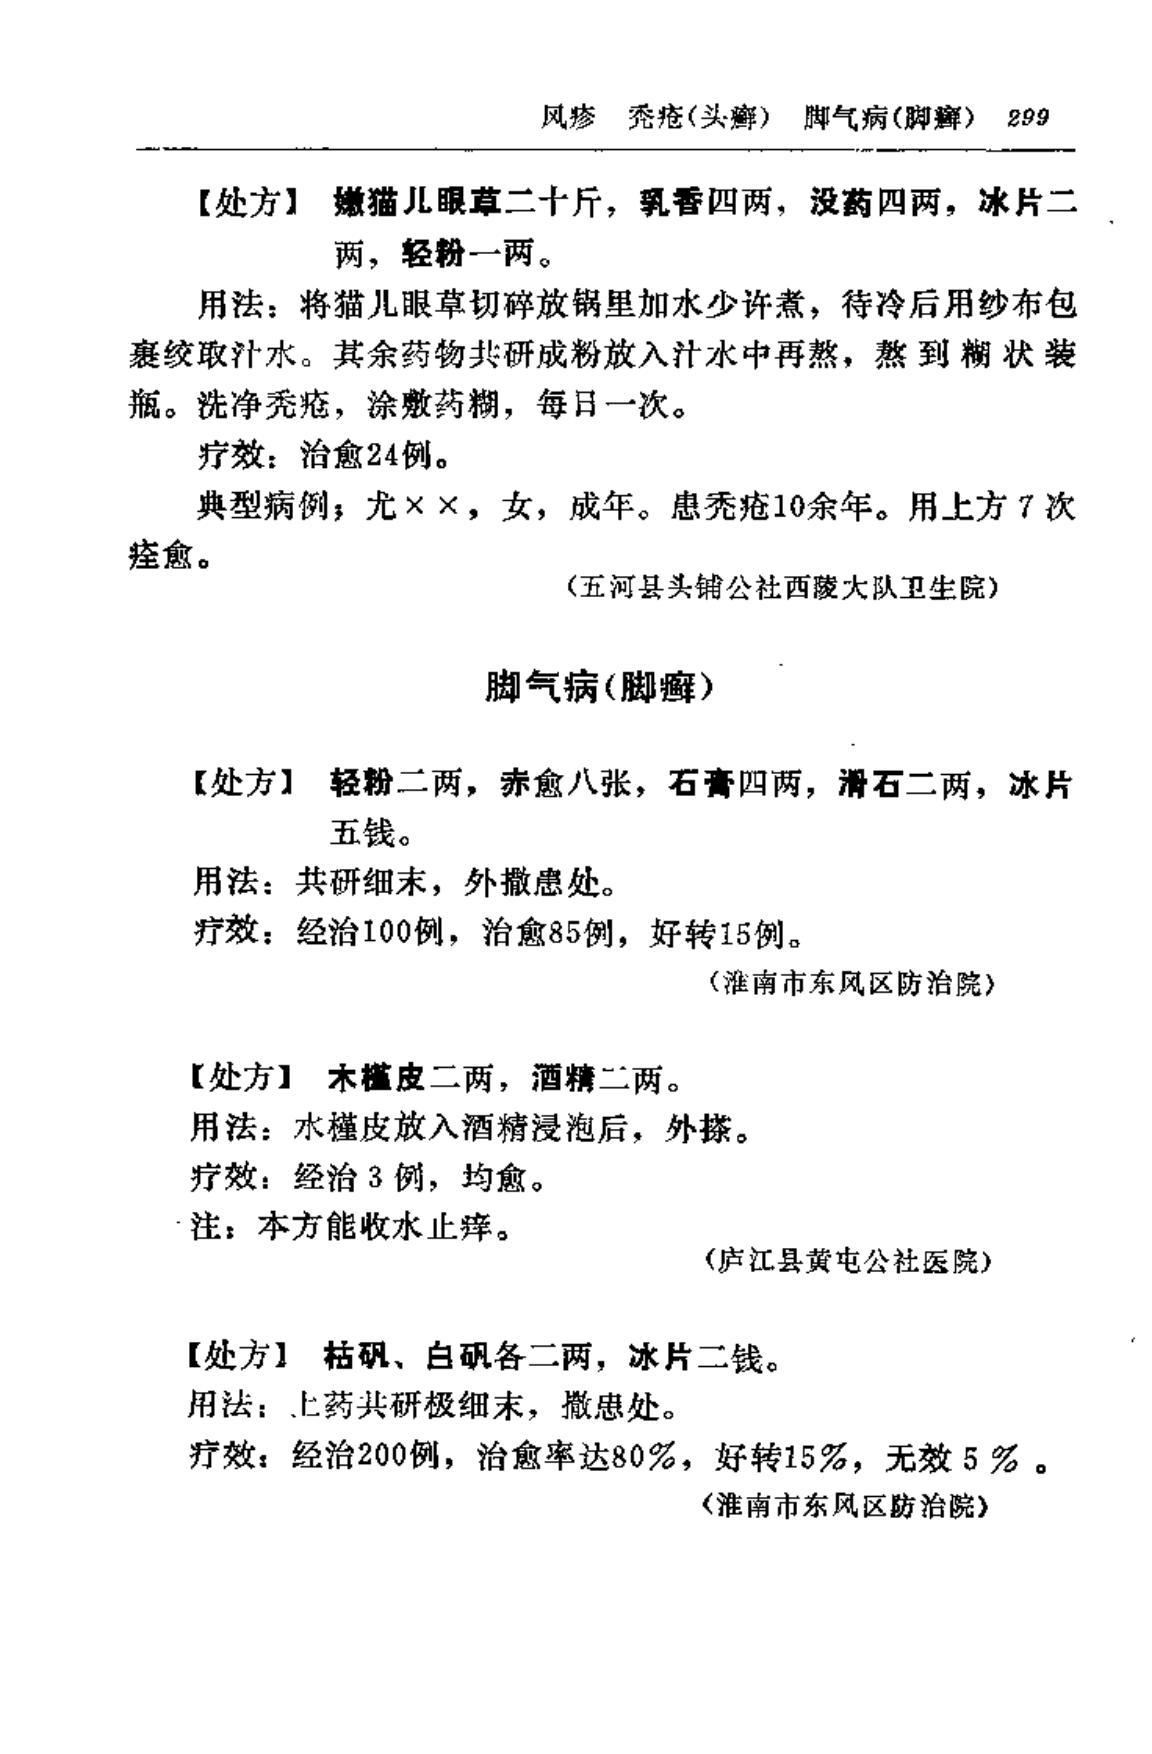 风疹　秃疮(头癣)　脚气病(脚癣)　299
【处方】　嫩猫儿眼草二十斤，乳香四两，没药四两，冰片二
两，轻粉一两。
用法：将猫儿眼草切碎放锅里加水少许煮，待冷后用纱布包
裹绞取汁水。其余药物共研成粉放入汁水中再熬，熬到糊状装
瓶。洗净秃疮，涂敷药糊，每日一次。
疗效：治愈24例。
典型病例；尤××，女，成年。患秃疮10余年。用上方7次
痊愈。
(五河县头铺公社西陵大队卫生院)
脚气病(脚癣)
【处方】　轻粉二两，赤愈八张，石膏四两，滑石二两，冰片
五钱。
用法：共研细末，外撒患处。
疗效：经治100例，治愈85例，好转15例。
(淮南市东风区防治院)
【处方】　木槿皮二两，酒精二两。
用法：水槿皮放入酒精浸泡后，外搽。
疗效：经治3例，均愈。
注：本方能收水止痒。
(庐江县黄屯公社医院)
【处方】　枯矾、白矾各二两，冰片二钱。
用法：上药共研极细末，撒患处。
疗效：经治200例，治愈率达80%，好转15%，无效5%。
(淮南市东风区防治院)